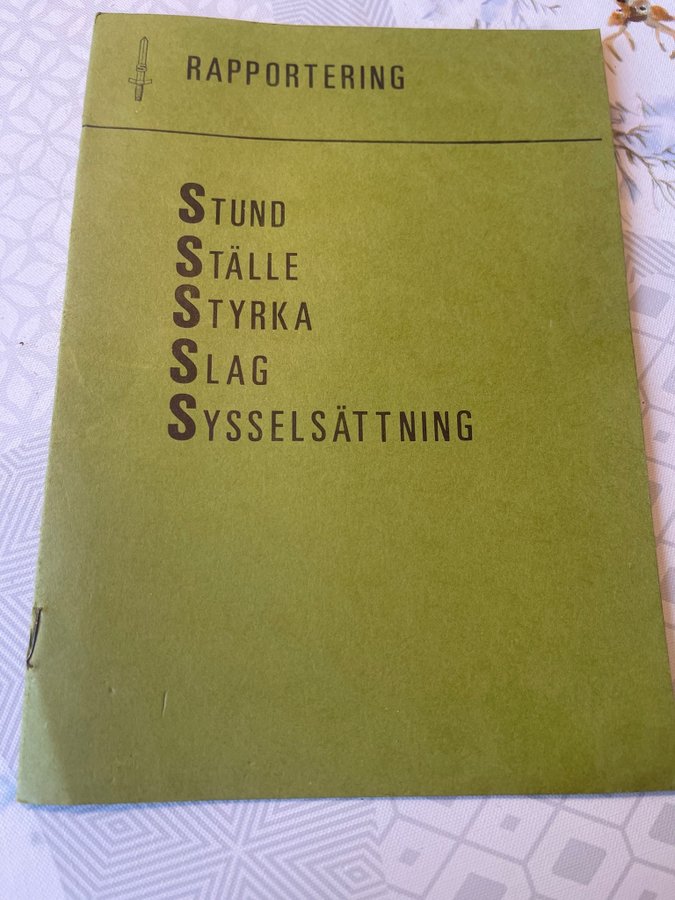 RAPPORTERING
STUND
STÄLLE
STYRKA
SLAG
SYSSELSÄTTNING